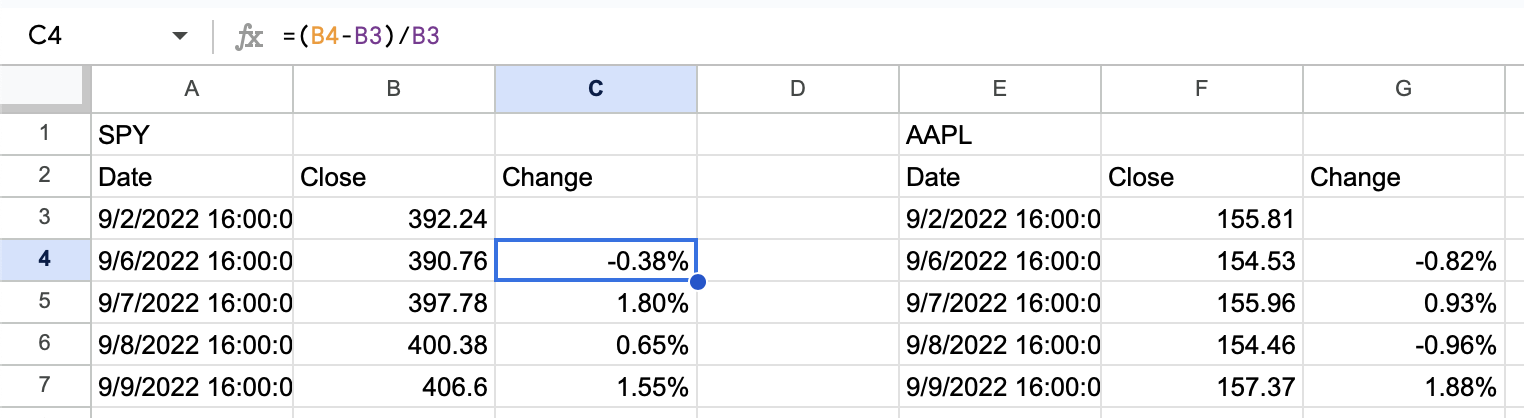 C4 fx =(B4-B3)/B3
A B C D E F G
1 SPY AAPL
2 Date Close Change Date Close Change
3 9/2/2022 16:00:0 392.24 9/2/2022 16:00:0 155.81
4 9/6/2022 16:00:0 390.76 -0.38% 9/6/2022 16:00:0 154.53 -0.82%
5 9/7/2022 16:00:0 397.78 1.80% 9/7/2022 16:00:0 155.96 0.93%
6 9/8/2022 16:00:0 400.38 0.65% 9/8/2022 16:00:0 154.46 -0.96%
7 9/9/2022 16:00:0 406.6 1.55% 9/9/2022 16:00:0 157.37 1.88%